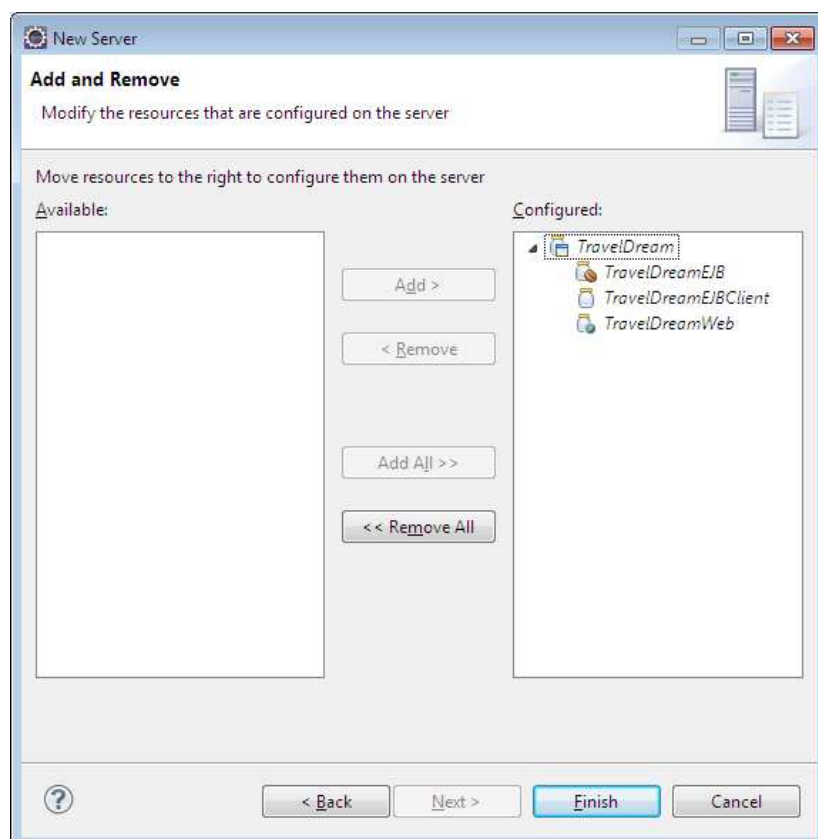 New Server
Add and Remove
Modify the resources that are configured on the server
Move resources to the right to configure them on the server
Available:
Configured:
TravelDream
TravelDreamEJB
TravelDreamEJBClient
TravelDreamWeb
Add >
< Remove
Add All >>
<< Remove All
?
< Back
Next >
Finish
Cancel